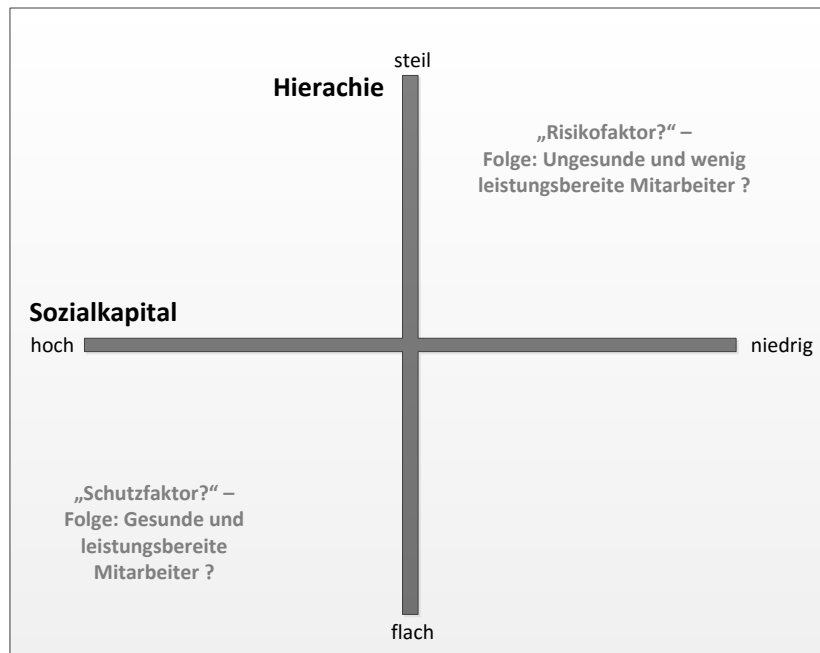 steil
Hierachie
„Risikofaktor?“ –
Folge: Ungesunde und wenig
leistungsbereite Mitarbeiter ?
Sozialkapital
hoch
niedrig
„Schutzfaktor?“ –
Folge: Gesunde und
leistungsbereite
Mitarbeiter ?
flach